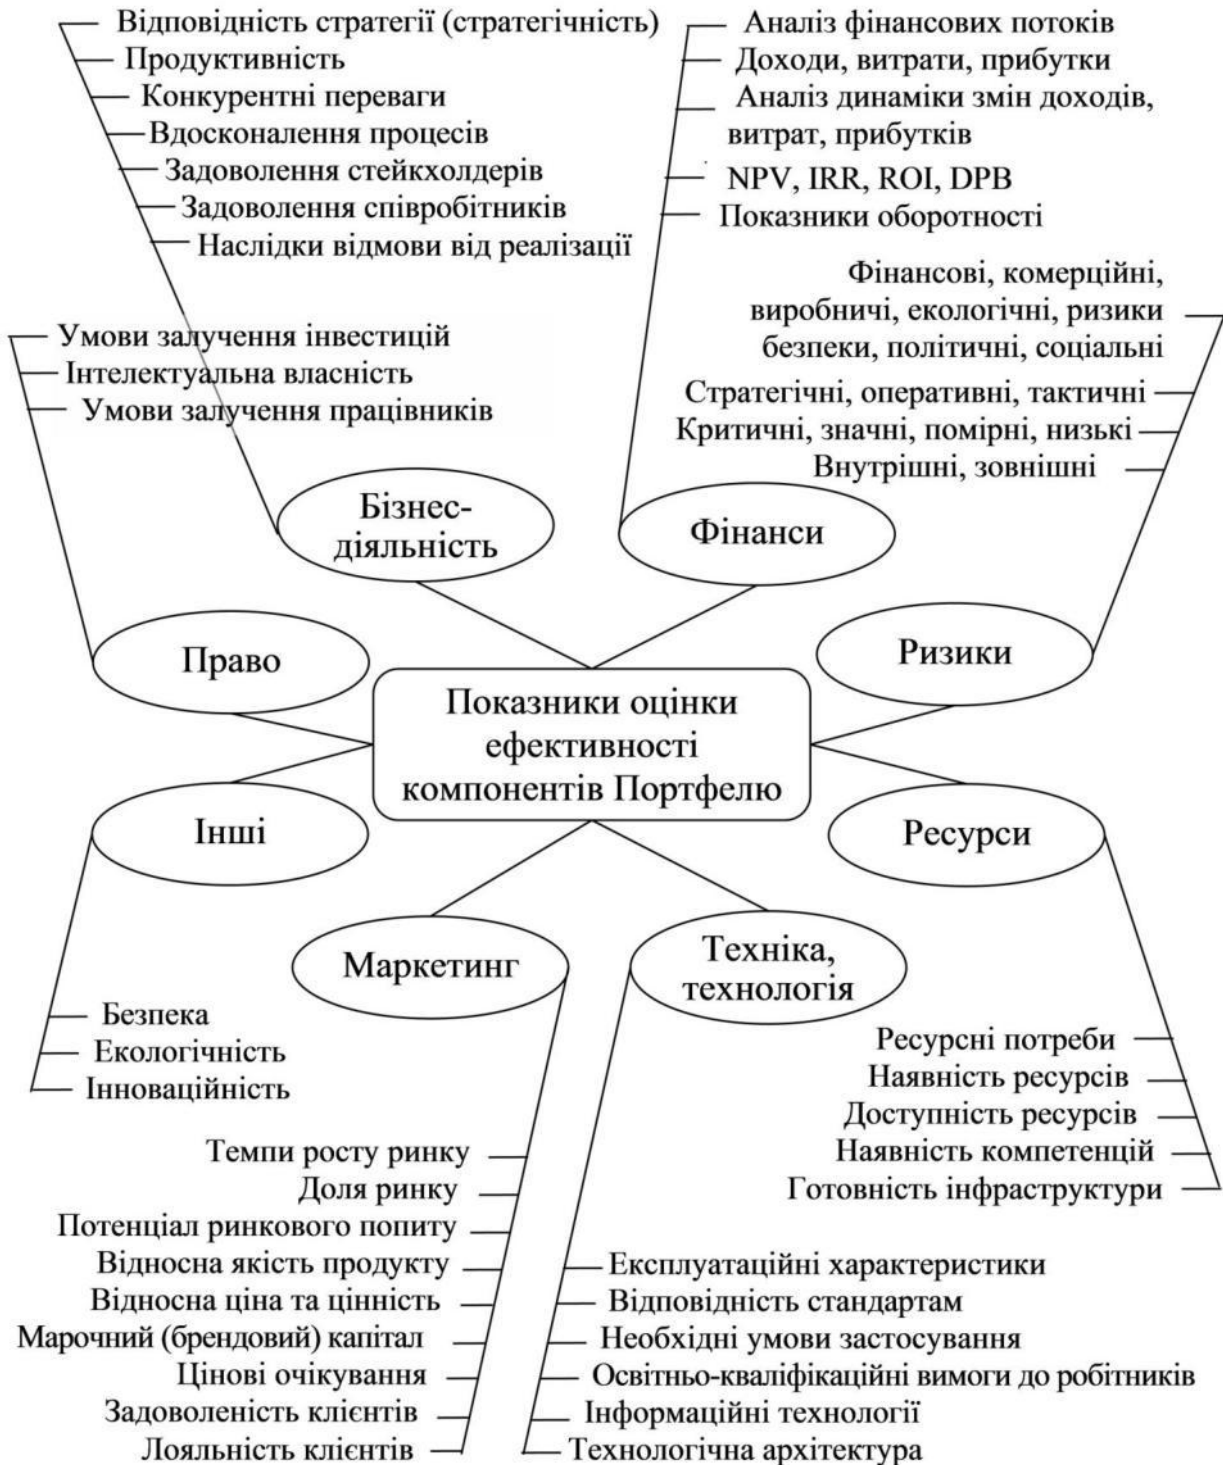 Відповідність стратегії (стратегічність)
Продуктивність
Конкурентні переваги
Вдосконалення процесів
Задоволення стейкхолдерів
Задоволення співробітників
Наслідки відмови від реалізації
Аналіз фінансових потоків
Доходи, витрати, прибутки
Аналіз динаміки змін доходів,
витрат, прибутків
NPV, IRR, ROI, DPB
Показники оборотності
Фінансові, комерційні,
виробничі, екологічні, ризики
безпеки, політичні, соціальні
Стратегічні, оперативні, тактичні
Критичні, значні, помірні, низькі
Внутрішні, зовнішні
Умови залучення інвестицій
Інтелектуальна власність
Умови залучення працівників
Бізнес-
діяльність
Фінанси
Право
Ризики
Показники оцінки
ефективності
компонентів Портфелю
Інші
Ресурси
Маркетинг
Техніка,
технологія
Безпека
Екологічність
Інноваційність
Ресурсні потреби
Наявність ресурсів
Доступність ресурсів
Наявність компетенцій
Готовність інфраструктури
Темпи росту ринку
Доля ринку
Потенціал ринкового попиту
Відносна якість продукту
Відносна ціна та цінність
Марочний (брендовий) капітал
Цінові очікування
Задоволеність клієнтів
Лояльність клієнтів
Експлуатаційні характеристики
Відповідність стандартам
Необхідні умови застосування
Освітньо-кваліфікаційні вимоги до робітників
Інформаційні технології
Технологічна архітектура